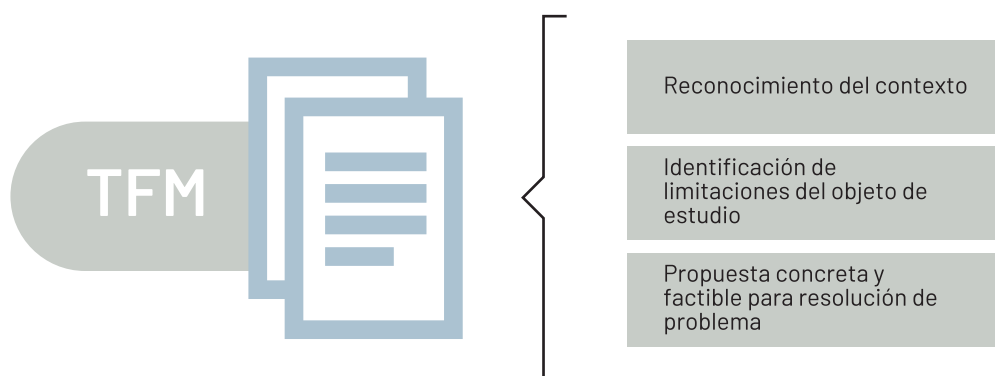 TFM
Reconocimiento del contexto
Identificación de
limitaciones del objeto de
estudio
Propuesta concreta y
factible para resolución de
problema